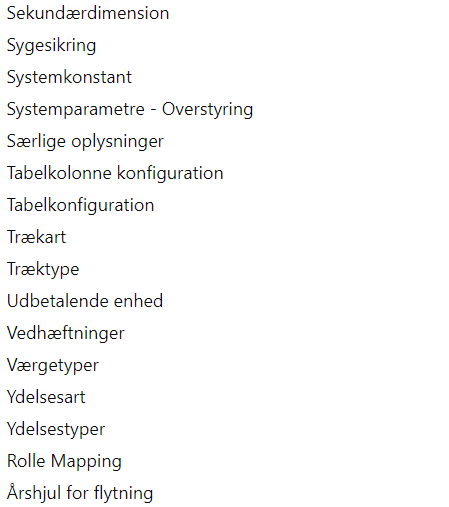 Sekundærdimension
Sygesikring
Systemkonstant
Systemparametre - Overstyring
Særlige oplysninger
Tabelkolonne konfiguration
Tabelkonfiguration
Trækart
Træktype
Udbetalende enhed
Vedhæftninger
Værgetyper
Ydelsesart
Ydelsestyper
Rolle Mapping
Årshjul for flytning